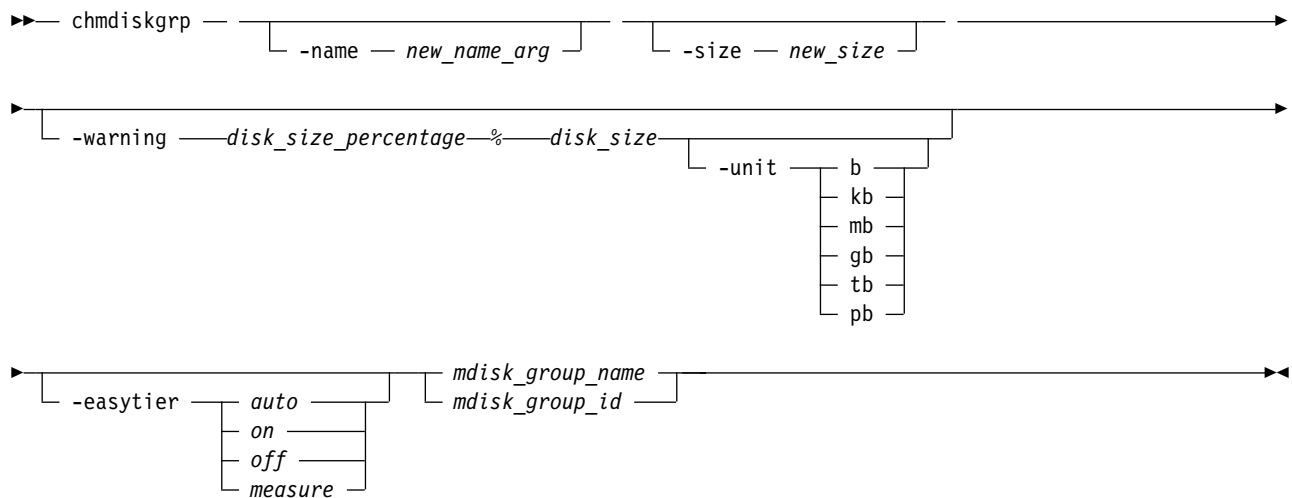 chmdiskgrp
-name new_name_arg -size new_size
-warning disk_size_percentage % disk_size
-unit b
kb
mb
gb
tb
pb
-easytier auto
on
off
measure
mdisk_group_name
mdisk_group_id